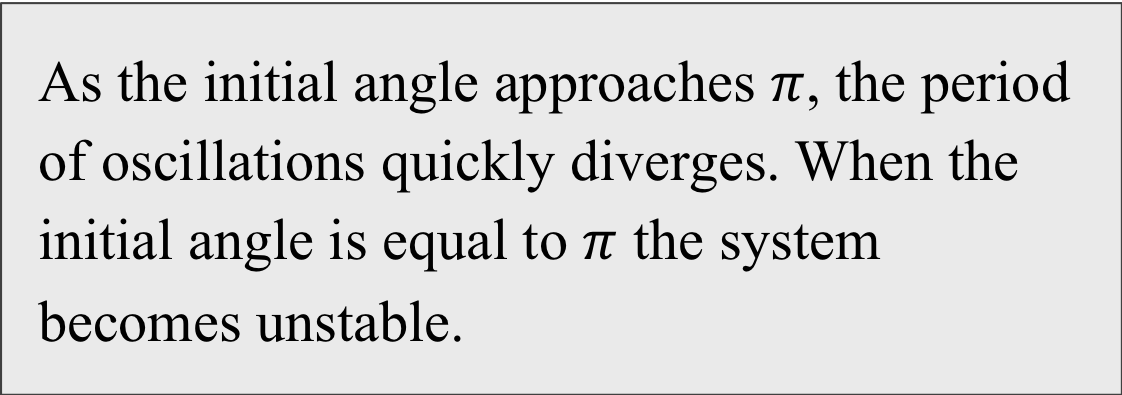 As the initial angle approaches π, the period
of oscillations quickly diverges. When the
initial angle is equal to π the system
becomes unstable.